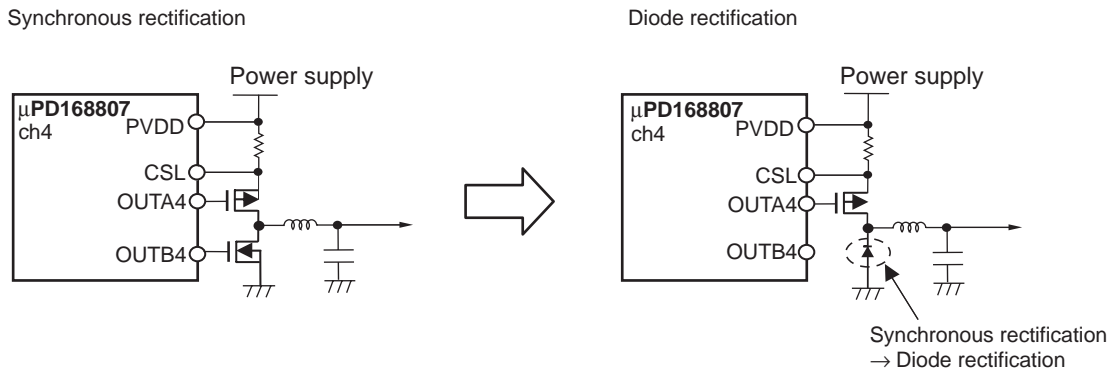 Synchronous rectification
Diode rectification
Power supply
μPD168807
ch4
PVDD
CSL
OUTA4
OUTB4
Power supply
μPD168807
ch4
PVDD
CSL
OUTA4
OUTB4
Synchronous rectification
→ Diode rectification